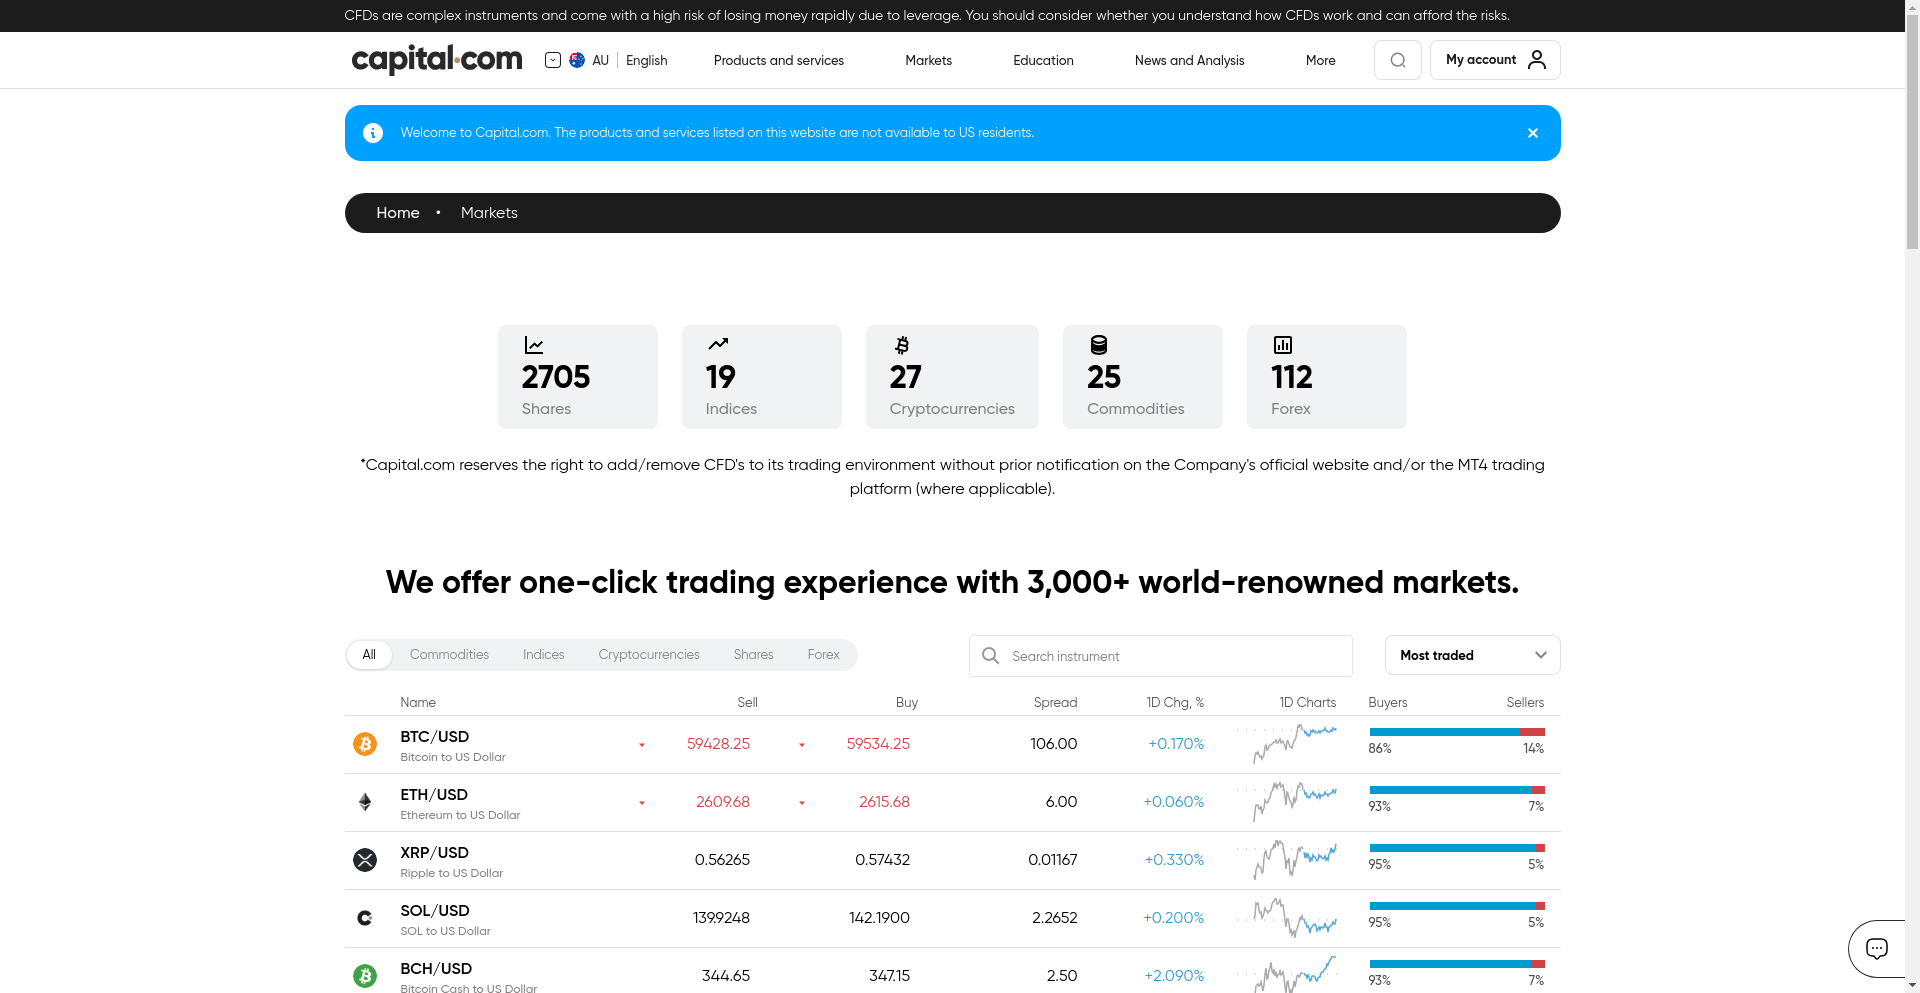 CFDs are complex instruments and come with a high risk of losing money rapidly due to leverage. You should consider whether you understand how CFDs work and can afford the risks.
capital.com AU English Products and services Markets Education News and Analysis More My account
Welcome to Capital.com. The products and services listed on this website are not available to US residents.
Home • Markets
2705 19 27 25 112
Shares Indices Cryptocurrencies Commodities Forex
*Capital.com reserves the right to add/remove CFD's to its trading environment without prior notification on the Company's official website and/or the MT4 trading
platform (where applicable).
We offer one-click trading experience with 3,000+ world-renowned markets.
All Commodities Indices Cryptocurrencies Shares Forex Search instrument Most traded
Name Sell Buy Spread 1D Chg, % 1D Charts Buyers Sellers
BTC/USD 59428.25 59534.25 106.00 +0.170% 86% 14%
Bitcoin to US Dollar
ETH/USD 2609.68 2615.68 6.00 +0.060% 93% 7%
Ethereum to US Dollar
XRP/USD 0.56265 0.57432 0.01167 +0.330% 95% 5%
Ripple to US Dollar
SOL/USD 139.9248 142.1900 2.2652 +0.200% 95% 5%
SOL to US Dollar
BCH/USD 344.65 347.15 2.50 +2.090% 93% 7%
Bitcoin Cash to US Dollar